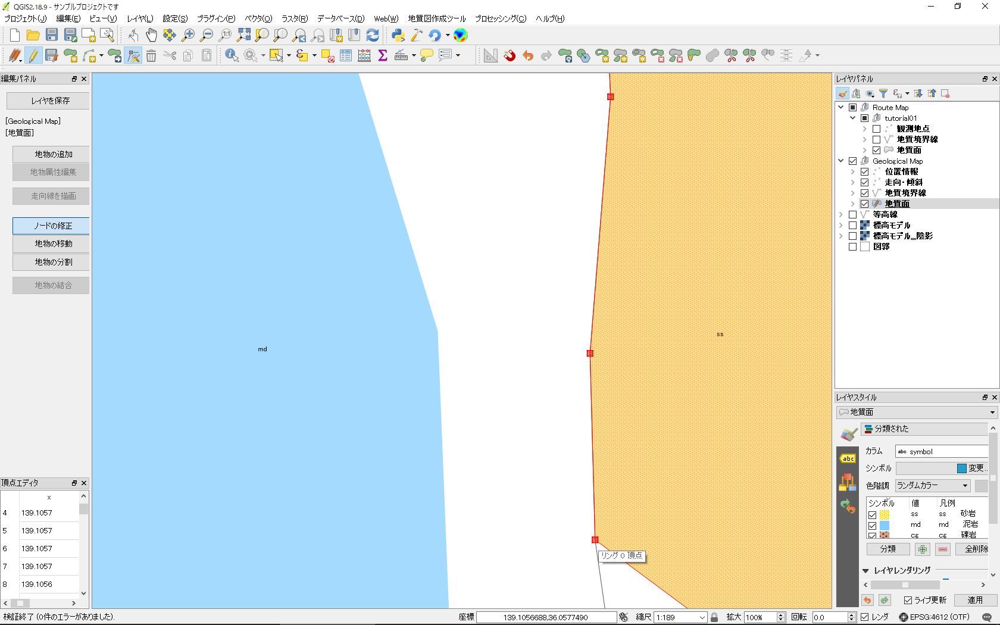 QGIS2.18.9 - サンプルプロジェクトです
プロジェクト(J) 編集(E) ビュー(V) レイヤ(L) 設定(S) プラグイン(P) ベクタ(O) ラスタ(R) データベース(D) Web(W) 地質図作成ツール プロセッシング(C) ヘルプ(H)
編集パネル
レイヤを保存
[Geological Map]
[地質面]
地物の追加
地物属性編集
走向線を描画
ノードの修正
地物の移動
地物の分割
地物の結合
頂点エディタ
x
4 139.1057
5 139.1057
6 139.1057
7 139.1057
8 139.1056
md
ss
リング 0 頂点
レイヤパネル
Route Map
tutorial01
観測地点
地質境界線
地質面
Geological Map
位置情報
走向・傾斜
地質境界線
地質面
等高線
標高モデル
標高モデル_陰影
図郭
レイヤスタイル
地質面
分類された
abc
カラム abc symbol
シンボル 変更...
色階調 ランダムカラー
シンボル 値 凡例
ss ss 砂岩
md md 泥岩
cg cg 礫岩
分類 全削除
レイヤレンダリング
ライブ更新 適用
検証終了 (0件のエラーがありました).
座標 139.1056688,36.0577490 縮尺 1:189 拡大 100% 回転 0.0 レンダ EPSG:4612 (OTF)